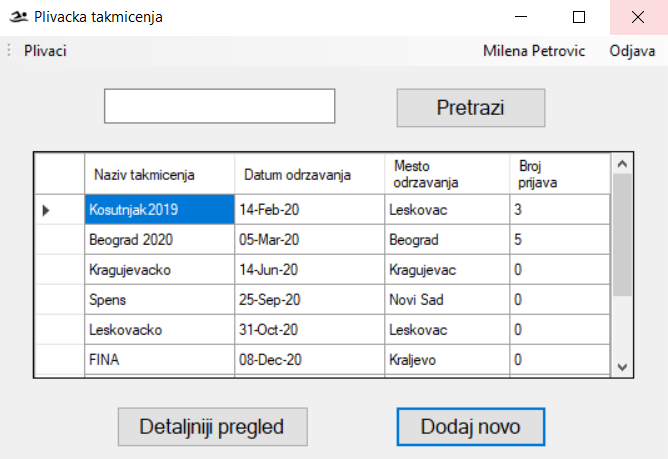 Plivacka takmicenja
Plivaci Milena Petrovic Odjava
Pretrazi
Naziv takmicenja Datum odrzavanja Mesto odrzavanja Broj prijava
Kosutnjak2019 14-Feb-20 Leskovac 3
Beograd 2020 05-Mar-20 Beograd 5
Kragujevacko 14-Jun-20 Kragujevac 0
Spens 25-Sep-20 Novi Sad 0
Leskovacko 31-Oct-20 Leskovac 0
FINA 08-Dec-20 Kraljevo 0
Detaljniji pregled Dodaj novo